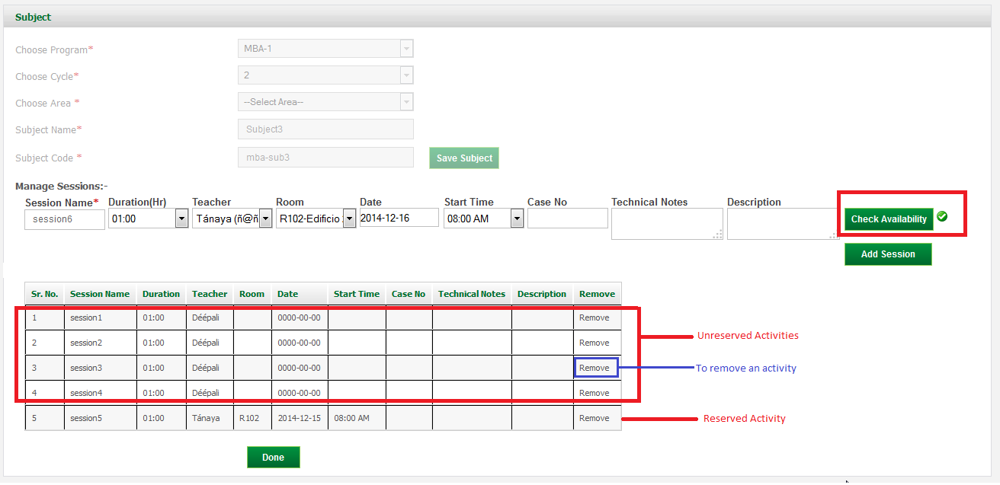 Subject
Choose Program* MBA-1
Choose Cycle* 2
Choose Area * --Select Area--
Subject Name* Subject3
Subject Code * mba-sub3 Save Subject
Manage Sessions:-
Session Name* Duration(Hr) Teacher Room Date Start Time Case No Technical Notes Description
session6 01:00 Tánaya (ñ@ñ R102-Edificio 2014-12-16 08:00 AM Check Availability
Add Session
Sr. No. Session Name Duration Teacher Room Date Start Time Case No Technical Notes Description Remove
1 session1 01:00 Déépali 0000-00-00 Remove
Unreserved Activities
2 session2 01:00 Déépali 0000-00-00 Remove
3 session3 01:00 Déépali 0000-00-00 Remove To remove an activity
4 session4 01:00 Déépali 0000-00-00 Remove
5 session5 01:00 Tánaya R102 2014-12-15 08:00 AM Remove Reserved Activity
Done